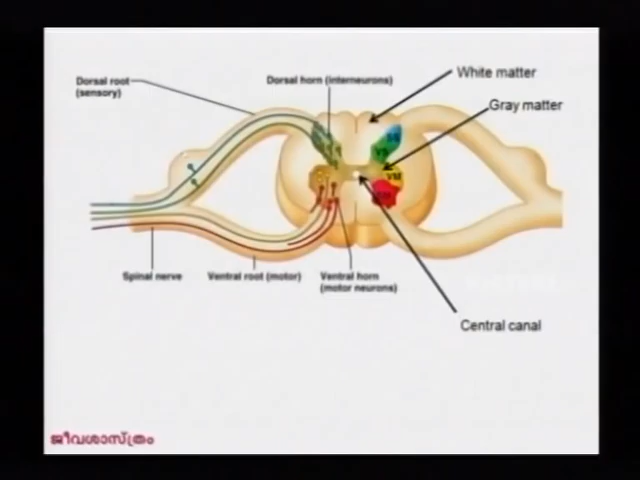 White matter
Dorsal root
(sensory)
Dorsal horn (interneurons)
Gray matter
VM
Spinal nerve
Ventral root (motor)
Ventral horn
(motor neurons)
Central canal
ജീവശാസ്ത്രം